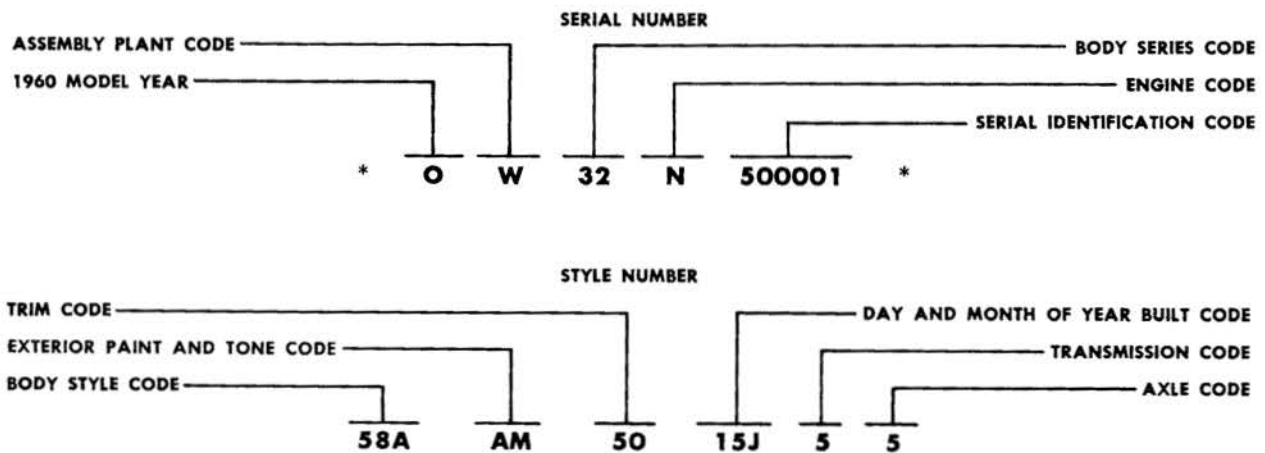 SERIAL NUMBER
ASSEMBLY PLANT CODE
BODY SERIES CODE
1960 MODEL YEAR
ENGINE CODE
SERIAL IDENTIFICATION CODE
* O W 32 N 500001 *
STYLE NUMBER
TRIM CODE
DAY AND MONTH OF YEAR BUILT CODE
EXTERIOR PAINT AND TONE CODE
TRANSMISSION CODE
BODY STYLE CODE
AXLE CODE
58A AM 50 15J 5 5